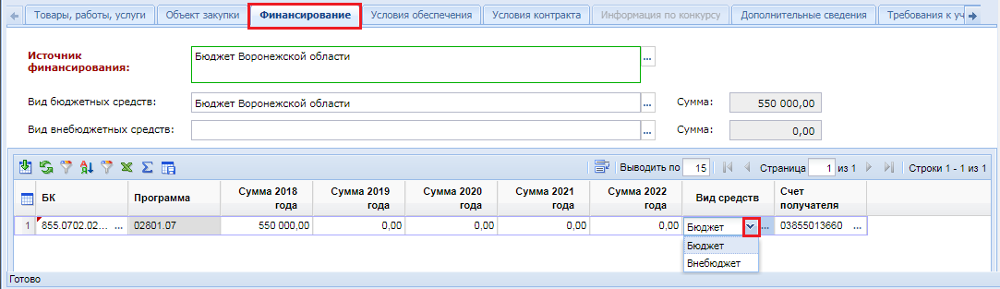 Товары, работы, услуги Объект закупки Финансирование Условия обеспечения Условия контракта Информация по конкурсу Дополнительные сведения Требования к уч
Источник
финансирования:
Бюджет Воронежской области ...
Вид бюджетных средств: Бюджет Воронежской области ... Сумма: 550 000,00
Вид внебюджетных средств: ... Сумма: 0,00
Выводить по 15 Страница 1 из 1 Строки 1 - 1 из 1
БК Программа Сумма 2018 года Сумма 2019 года Сумма 2020 года Сумма 2021 года Сумма 2022 года Вид средств Счет получателя
1 855.0702.02... ... 02801.07 550 000,00 0,00 0,00 0,00 0,00 Бюджет ... 03855013660 ...
Бюджет
Внебюджет
Готово